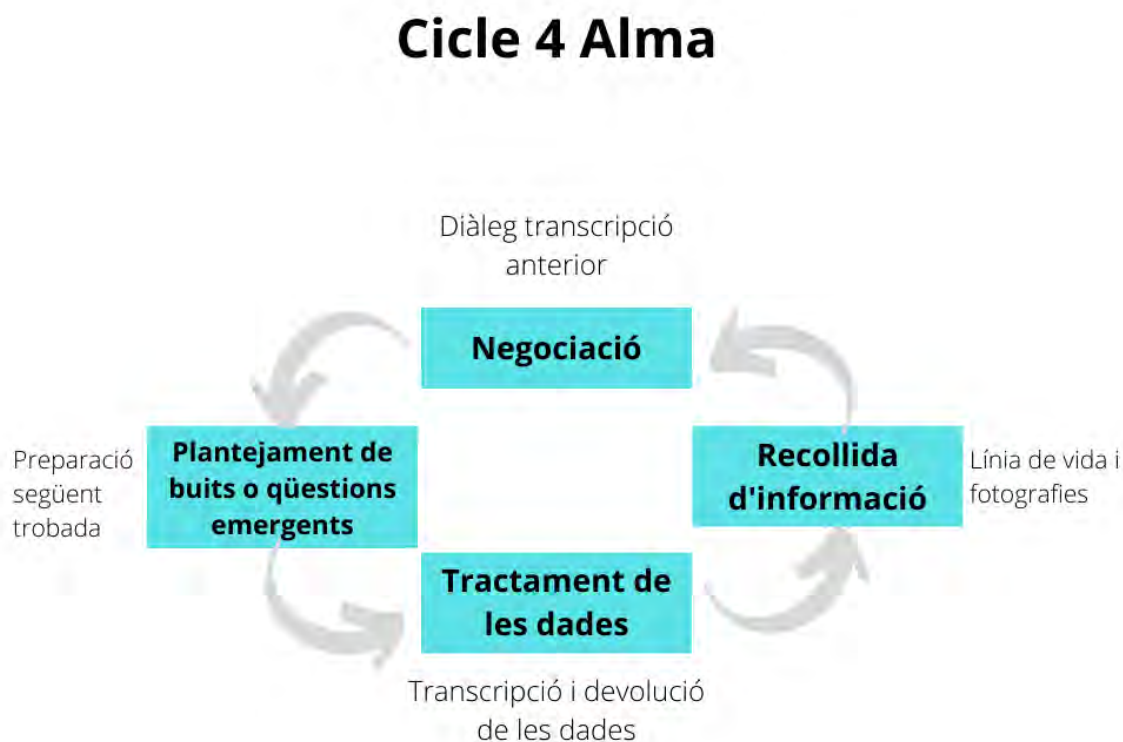 Cicle 4 Alma
Diàleg transcripció
anterior
Negociació
Preparació
següent
trobada
Plantejament de
buits o qüestions
emergents
Recollida
d'informació
Línia de vida i
fotografies
Tractament de
les dades
Transcripció i devolució
de les dades